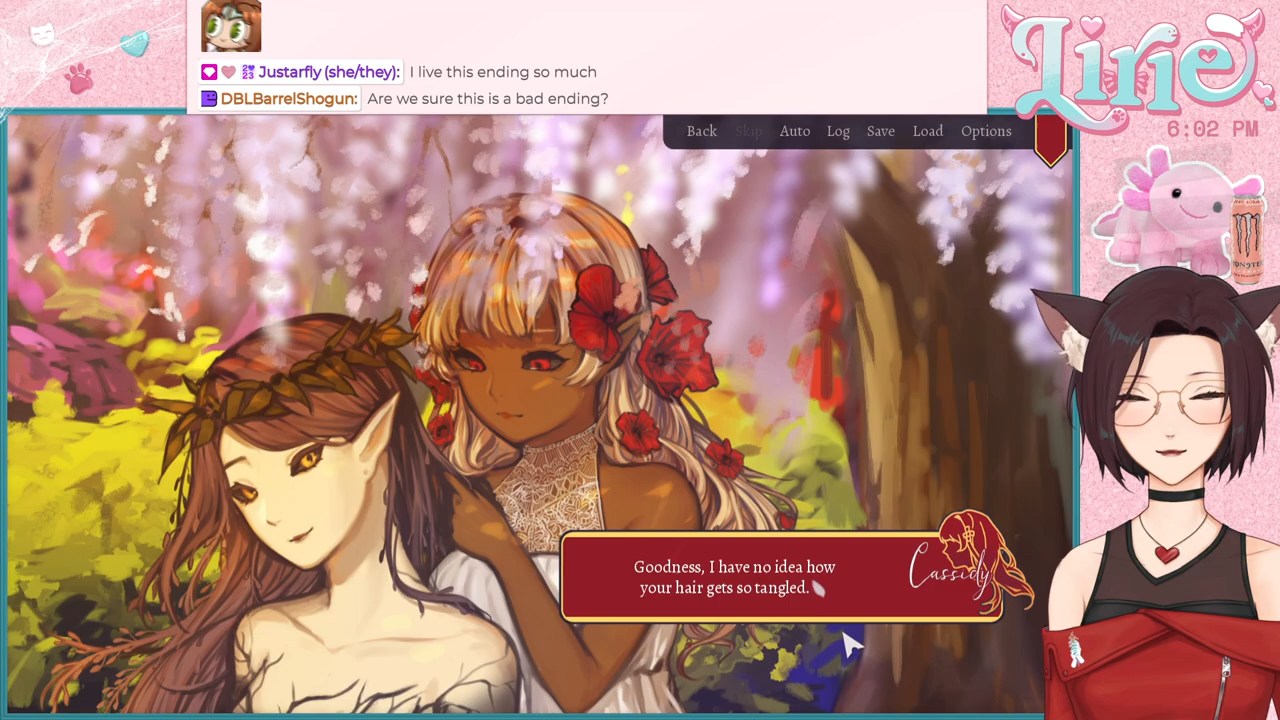 Justarfly (she/they): I live this ending so much
DBLBarrelShogun: Are we sure this is a bad ending?
Lirie
6:02 PM
Back Skip Auto Log Save Load Options
MONSTER
Goodness, I have no idea how
your hair gets so tangled.
Cassidy